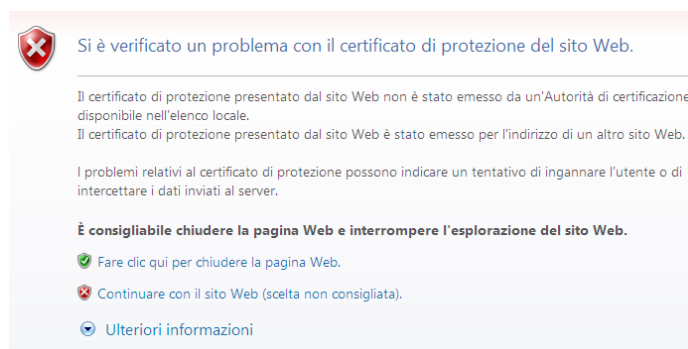 Si è verificato un problema con il certificato di protezione del sito Web.
Il certificato di protezione presentato dal sito Web non è stato emesso da un'Autorità di certificazione
disponibile nell'elenco locale.
Il certificato di protezione presentato dal sito Web è stato emesso per l'indirizzo di un altro sito Web.
I problemi relativi al certificato di protezione possono indicare un tentativo di ingannare l'utente o di
intercettare i dati inviati al server.
È consigliabile chiudere la pagina Web e interrompere l'esplorazione del sito Web.
Fare clic qui per chiudere la pagina Web.
Continuare con il sito Web (scelta non consigliata).
Ulteriori informazioni